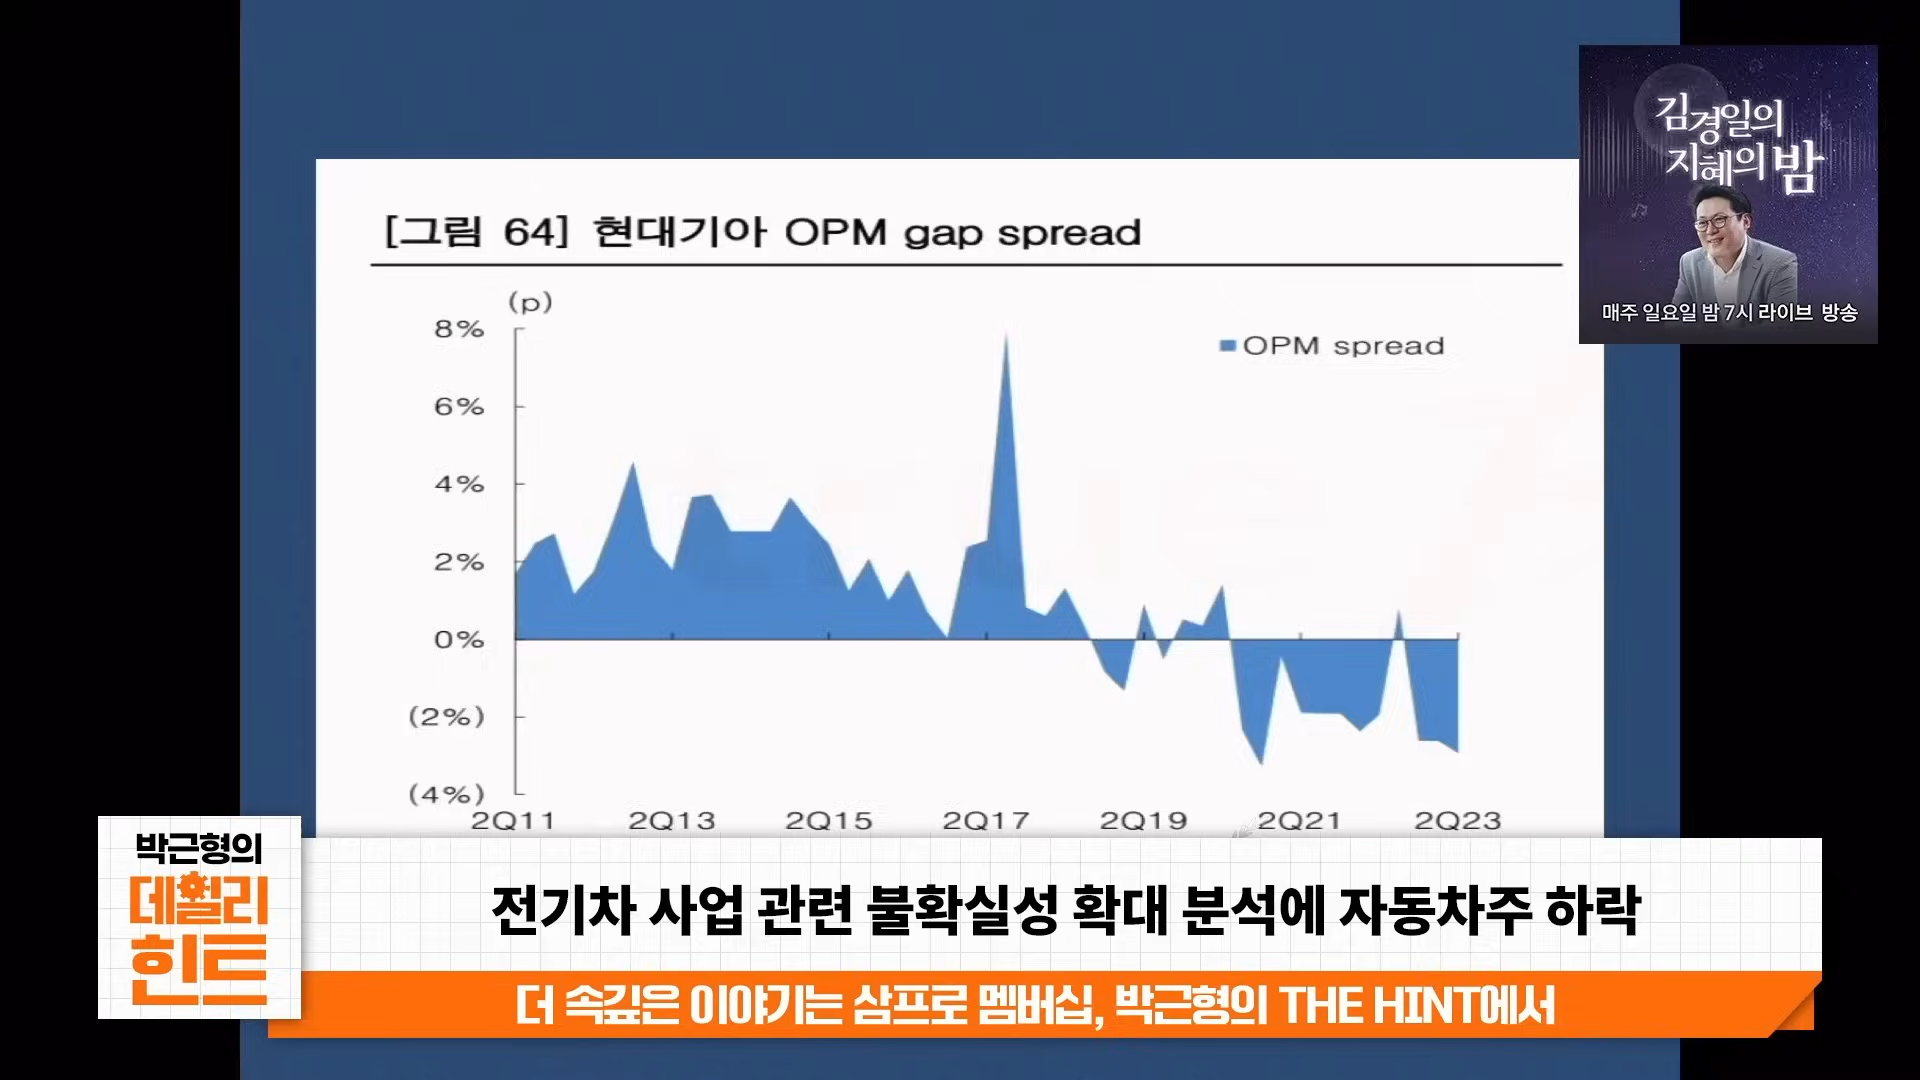 김경일의
지혜의 밤
매주 일요일 밤 7시 라이브 방송
[그림 64] 현대기아 OPM gap spread
(p)
8%
6%
4%
2%
0%
(2%)
(4%)
OPM spread
2Q11 2Q13 2Q15 2Q17 2Q19 2Q21 2Q23
박근형의
데일리
힌트
전기차 사업 관련 불확실성 확대 분석에 자동차주 하락
더 속깊은 이야기는 삼프로 멤버십, 박근형의 THE HINT에서